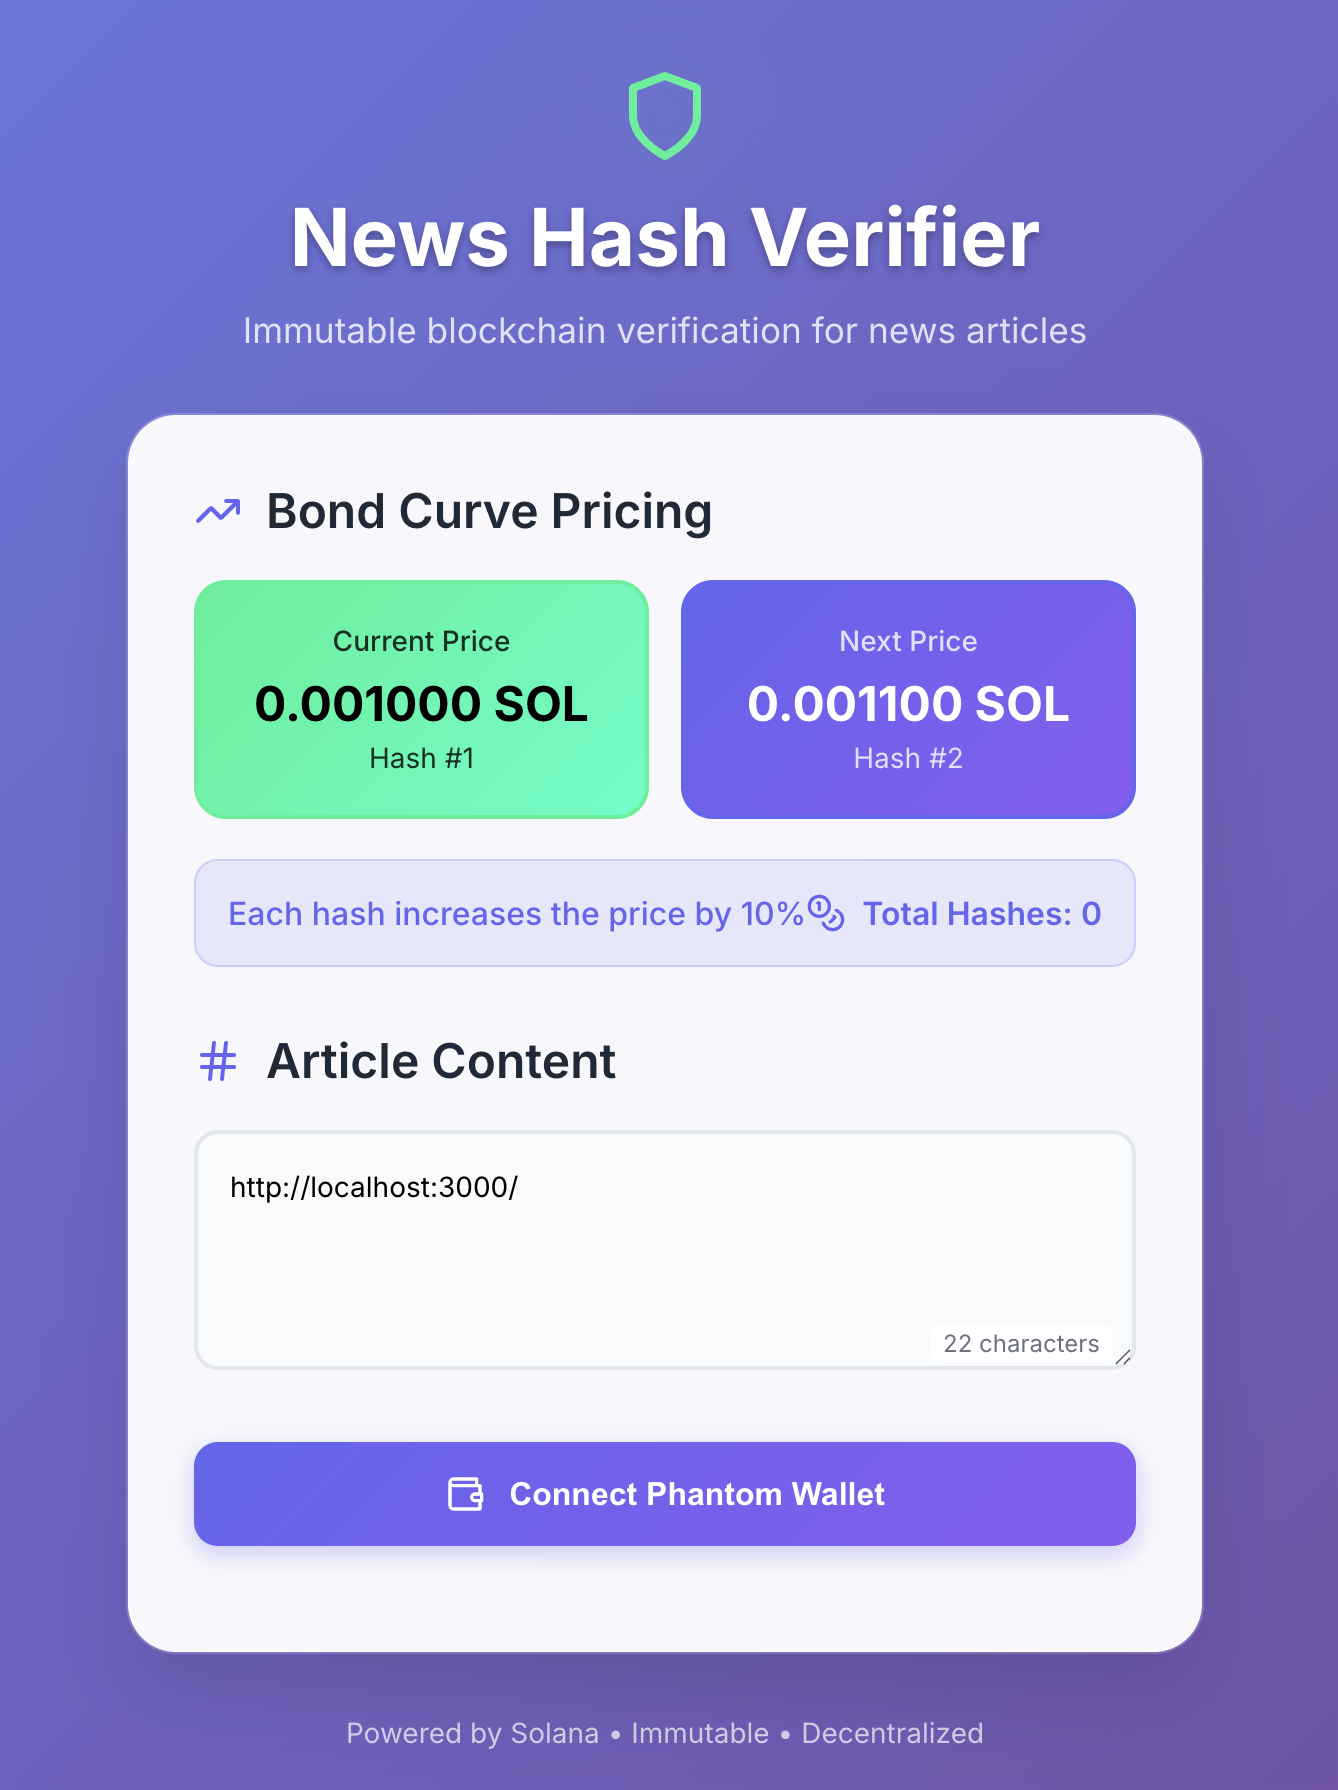 News Hash Verifier
Immutable blockchain verification for news articles
Bond Curve Pricing
Current Price
0.001000 SOL
Hash #1
Next Price
0.001100 SOL
Hash #2
Each hash increases the price by 10%
Total Hashes: 0
Article Content
http://localhost:3000/
22 characters
Connect Phantom Wallet
Powered by Solana • Immutable • Decentralized